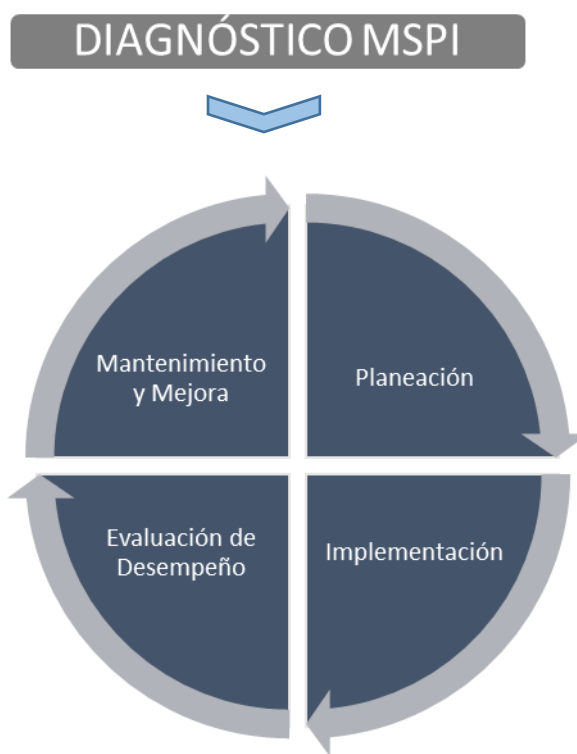 DIAGNÓSTICO MSPI
Mantenimiento
y Mejora
Planeación
Evaluación de
Desempeño
Implementación